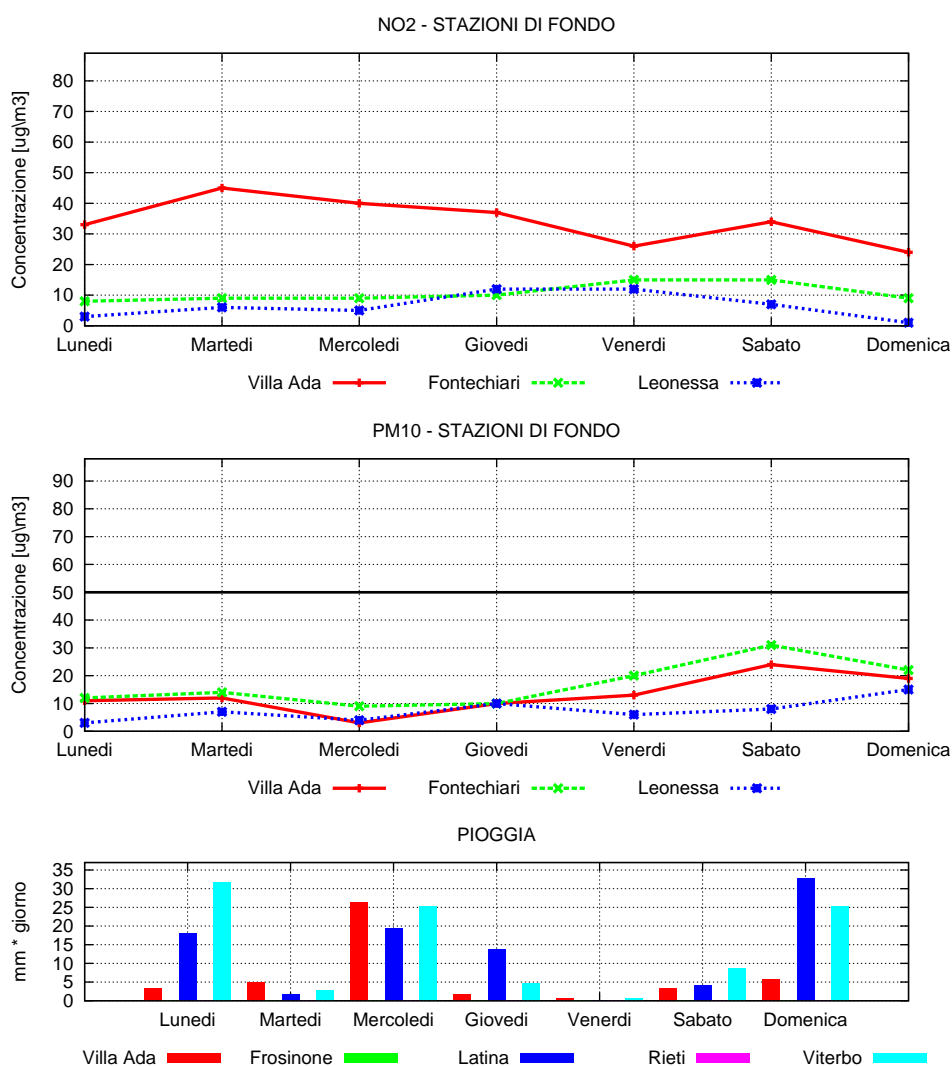 NO2 - STAZIONI DI FONDO
Concentrazione [ug\m3]
80
70
60
50
40
30
20
10
0
Lunedi Martedi Mercoledi Giovedi Venerdi Sabato Domenica
Villa Ada Fontechiari Leonessa
PM10 - STAZIONI DI FONDO
Concentrazione [ug\m3]
90
80
70
60
50
40
30
20
10
0
Lunedi Martedi Mercoledi Giovedi Venerdi Sabato Domenica
Villa Ada Fontechiari Leonessa
PIOGGIA
mm * giorno
35
30
25
20
15
10
5
0
Lunedi Martedi Mercoledi Giovedi Venerdi Sabato Domenica
Villa Ada Frosinone Latina Rieti Viterbo